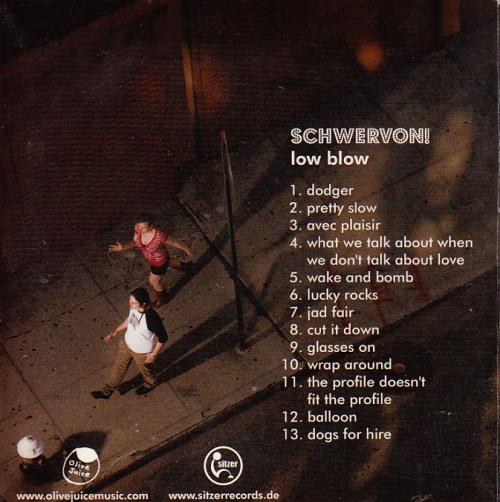 SCHWERVON!
low blow
1. dodger
2. pretty slow
3. avec plaisir
4. what we talk about when
we don't talk about love
5. wake and bomb
6. lucky rocks
7. jad fair
8. cut it down
9. glasses on
10. wrap around
11. the profile doesn't
fit the profile
12. balloon
13. dogs for hire
Olive
Juice
sitzer
www.olivejuicemusic.com
www.sitzerrecords.de